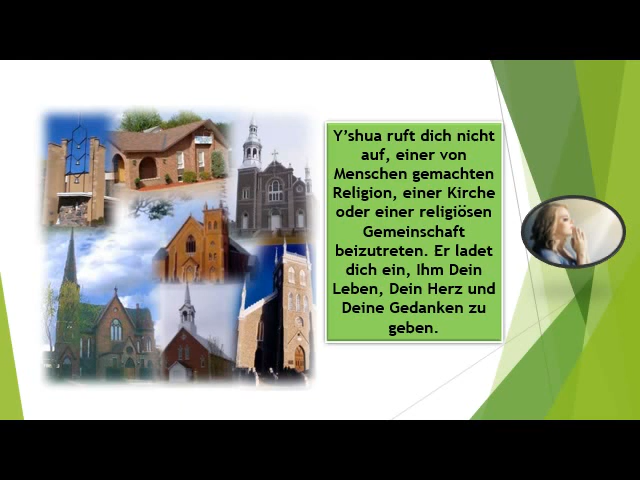 Y’shua ruft dich nicht
auf, einer von
Menschen gemachten
Religion, einer Kirche
oder einer religiösen
Gemeinschaft
beizutreten. Er ladet
dich ein, Ihm Dein
Leben, Dein Herz und
Deine Gedanken zu
geben.